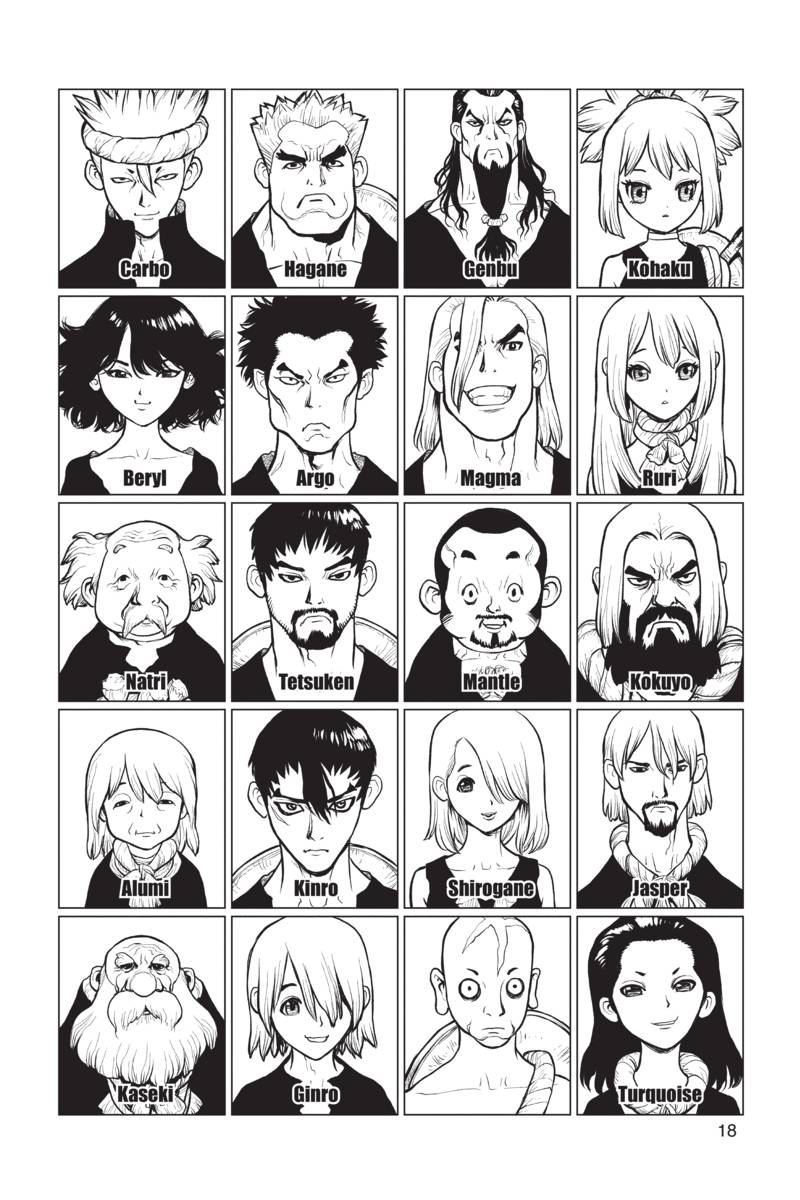 Carbo
Hagane
Genbu
Kohaku
Beryl
Argo
Magma
Ruri
Natri
Tetsuken
Mantle
Kokuyo
Alumi
Kinro
Shirogane
Jasper
Kaseki
Ginro
Turquoise
18